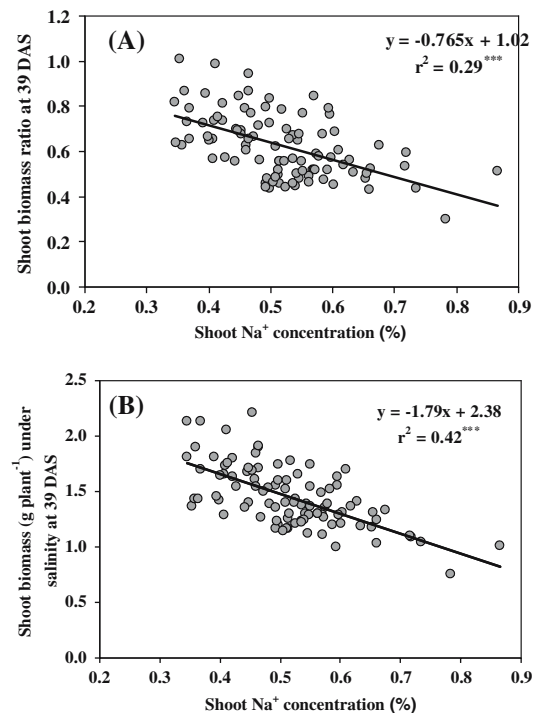 (A)
y = -0.765x + 1.02
r² = 0.29***
1.2
1.0
0.8
0.6
0.4
0.2
0.0
Shoot biomass ratio at 39 DAS
0.2 0.3 0.4 0.5 0.6 0.7 0.8 0.9
Shoot Na⁺ concentration (%)
(B)
y = -1.79x + 2.38
r² = 0.42***
2.5
2.0
1.5
1.0
0.5
0.0
Shoot biomass (g plant⁻¹) under
salinity at 39 DAS
0.2 0.3 0.4 0.5 0.6 0.7 0.8 0.9
Shoot Na⁺ concentration (%)